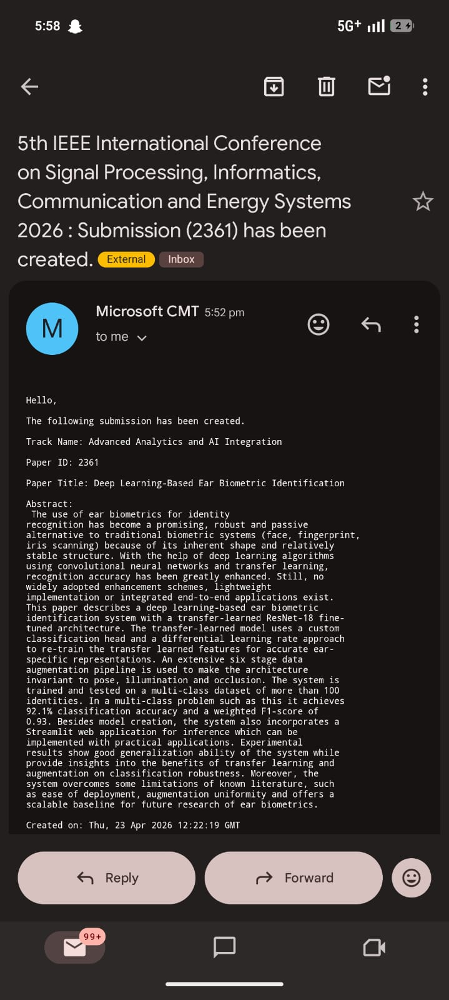 5:58
5G+
2
5th IEEE International Conference
on Signal Processing, Informatics,
Communication and Energy Systems
2026 : Submission (2361) has been
created. External Inbox
M
Microsoft CMT 5:52 pm
to me
Hello,
The following submission has been created.
Track Name: Advanced Analytics and AI Integration
Paper ID: 2361
Paper Title: Deep Learning-Based Ear Biometric Identification
Abstract:
The use of ear biometrics for identity
recognition has become a promising, robust and passive
alternative to traditional biometric systems (face, fingerprint,
iris scanning) because of its inherent shape and relatively
stable structure. With the help of deep learning algorithms
using convolutional neural networks and transfer learning,
recognition accuracy has been greatly enhanced. Still, no
widely adopted enhancement schemes, lightweight
implementation or integrated end-to-end applications exist.
This paper describes a deep learning-based ear biometric
identification system with a transfer-learned ResNet-18 fine-
tuned architecture. The transfer-learned model uses a custom
classification head and a differential learning rate approach
to re-train the transfer learned features for accurate ear-
specific representations. An extensive six stage data
augmentation pipeline is used to make the architecture
invariant to pose, illumination and occlusion. The system is
trained and tested on a multi-class dataset of more than 100
identities. In a multi-class problem such as this it achieves
92.1% classification accuracy and a weighted F1-score of
0.93. Besides model creation, the system also incorporates a
Streamlit web application for inference which can be
implemented with practical applications. Experimental
results show good generalization ability of the system while
provide insights into the benefits of transfer learning and
augmentation on classification robustness. Moreover, the
system overcomes some limitations of known literature, such
as ease of deployment, augmentation uniformity and offers a
scalable baseline for future research of ear biometrics.
Created on: Thu, 23 Apr 2026 12:22:19 GMT
Reply
Forward
99+